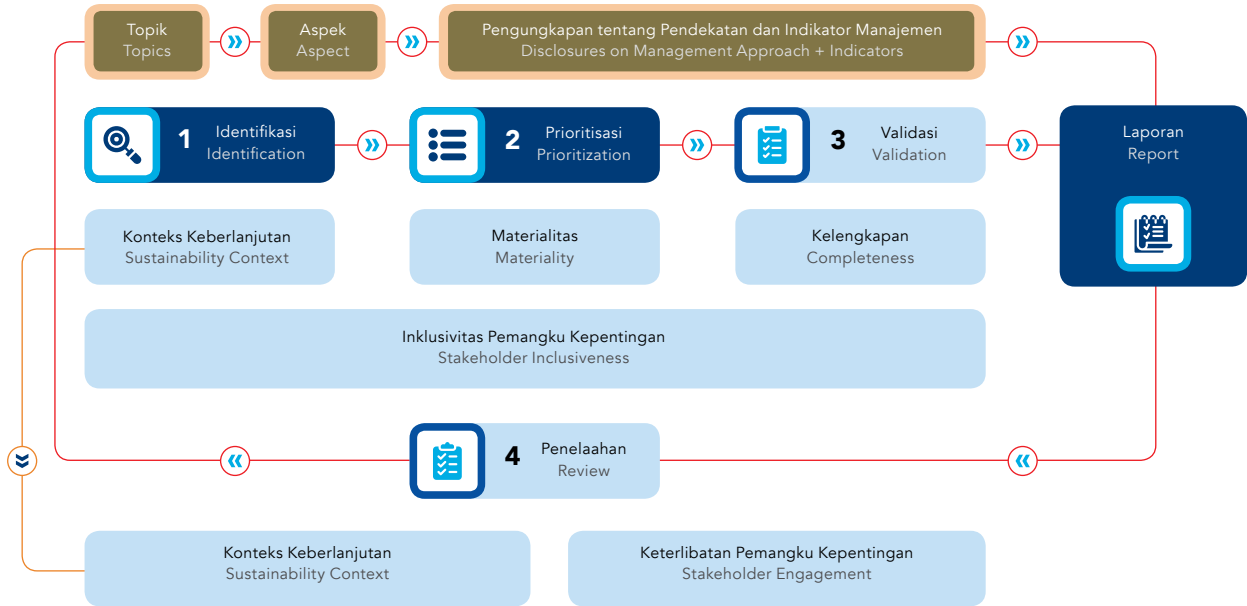 Topik
Topics
Aspek
Aspect
Pengungkapan tentang Pendekatan dan Indikator Manajemen
Disclosures on Management Approach + Indicators
1
Identifikasi
Identification
2
Prioritisasi
Prioritization
3
Validasi
Validation
Laporan
Report
Konteks Keberlanjutan
Sustainability Context
Materialitas
Materiality
Kelengkapan
Completeness
Inklusivitas Pemangku Kepentingan
Stakeholder Inclusiveness
4
Penelaahan
Review
Konteks Keberlanjutan
Sustainability Context
Keterlibatan Pemangku Kepentingan
Stakeholder Engagement